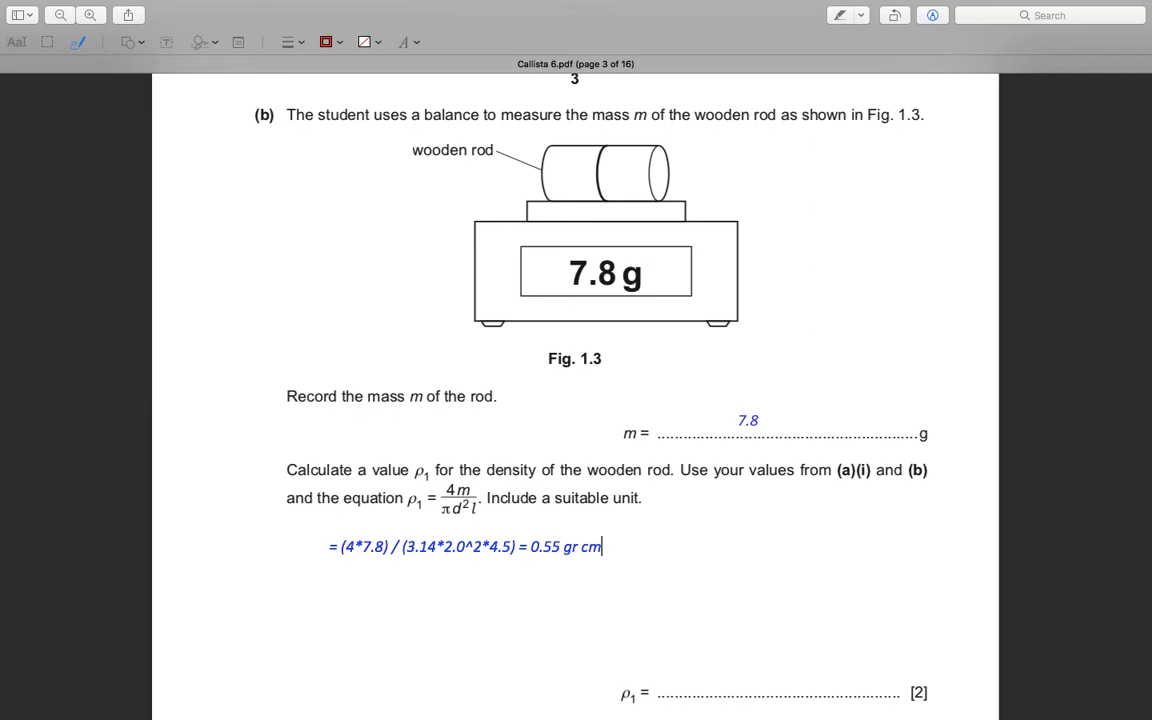 Search
AaI
A
Callista 6.pdf (page 3 of 16)
3
(b) The student uses a balance to measure the mass m of the wooden rod as shown in Fig. 1.3.
wooden rod
7.8 g
Fig. 1.3
Record the mass m of the rod.
7.8
m = ..........................................................g
Calculate a value ρ₁ for the density of the wooden rod. Use your values from (a)(i) and (b)
and the equation ρ₁ = 4m / πd²l. Include a suitable unit.
= (4*7.8) / (3.14*2.0^2*4.5) = 0.55 gr cm
ρ₁ = ...................................................... [2]